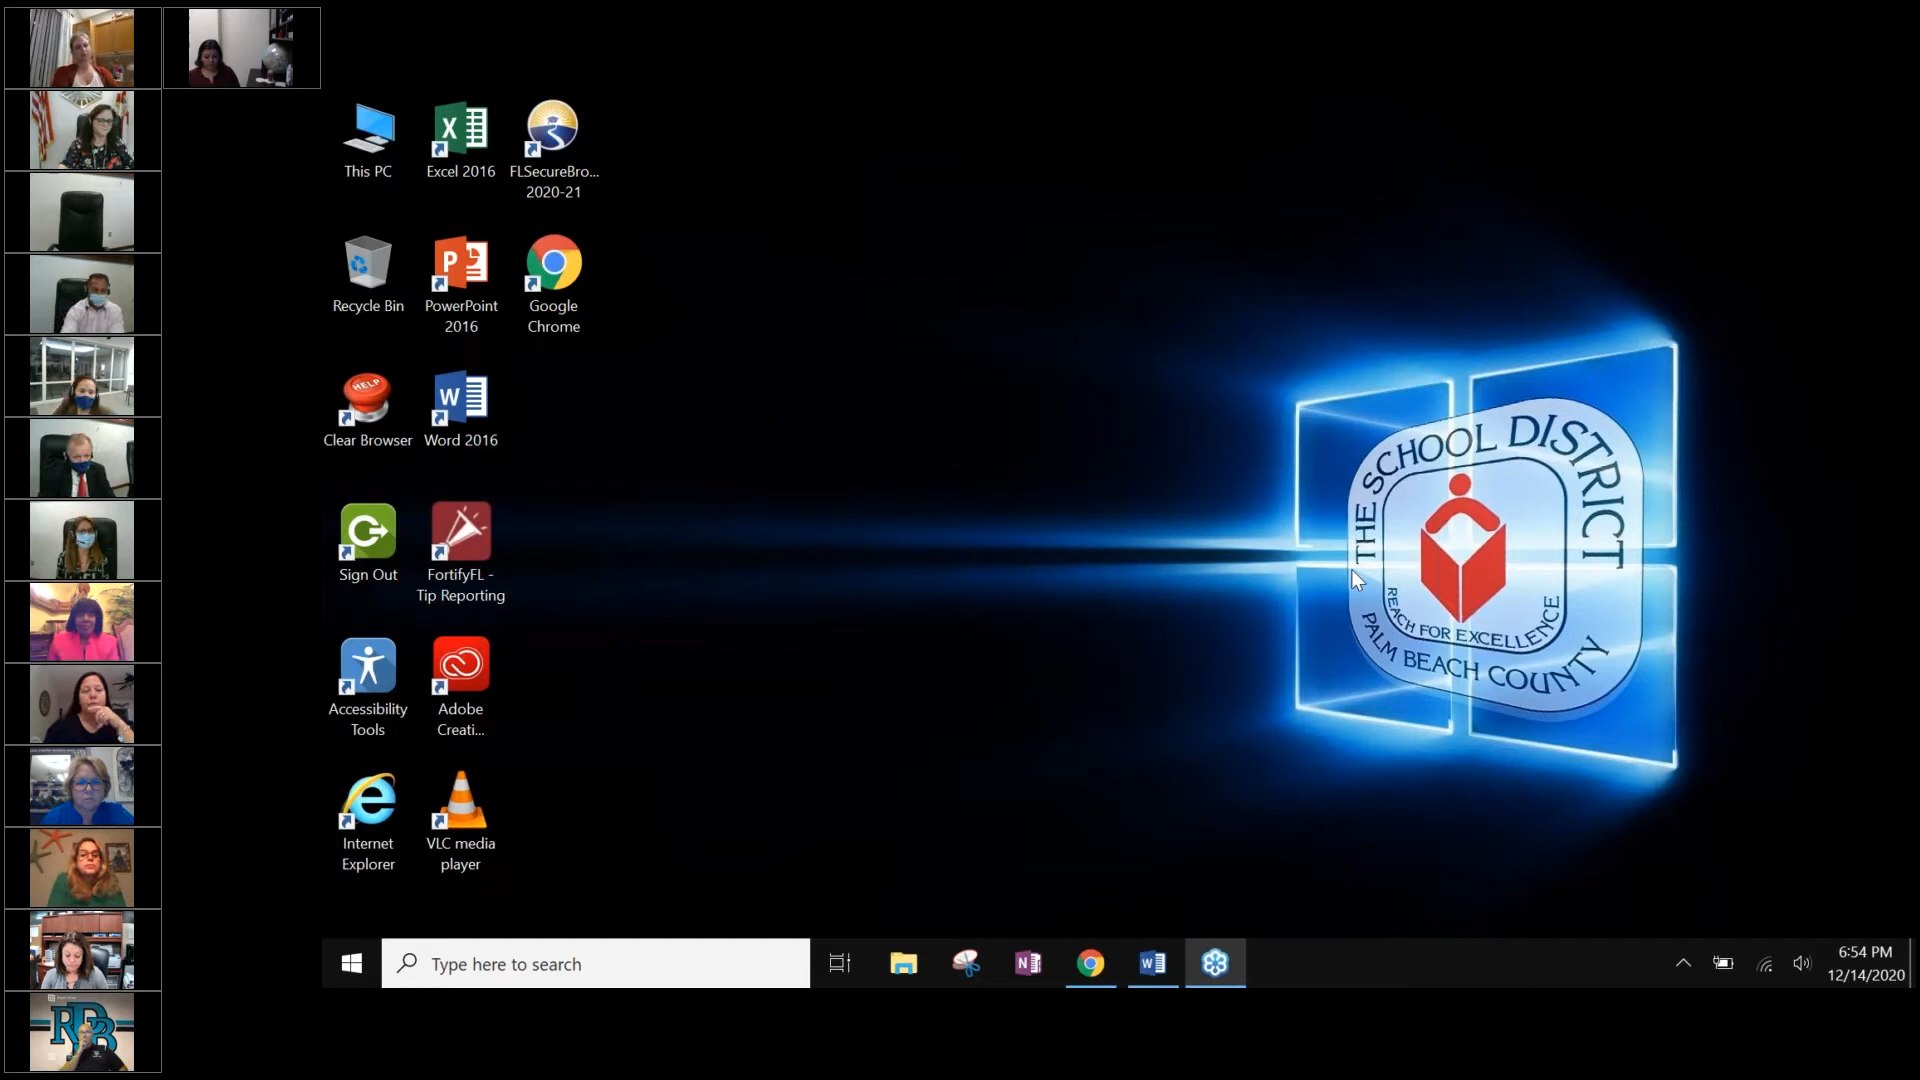 This PC
Excel 2016
FLSecureBro...
2020-21
Recycle Bin
PowerPoint
2016
Google
Chrome
HELP
Clear Browser
Word 2016
Sign Out
FortifyFL -
Tip Reporting
Accessibility
Tools
Adobe
Creati...
Internet
Explorer
VLC media
player
THE SCHOOL DISTRICT
REACH FOR EXCELLENCE
PALM BEACH COUNTY
Type here to search
6:54 PM
12/14/2020